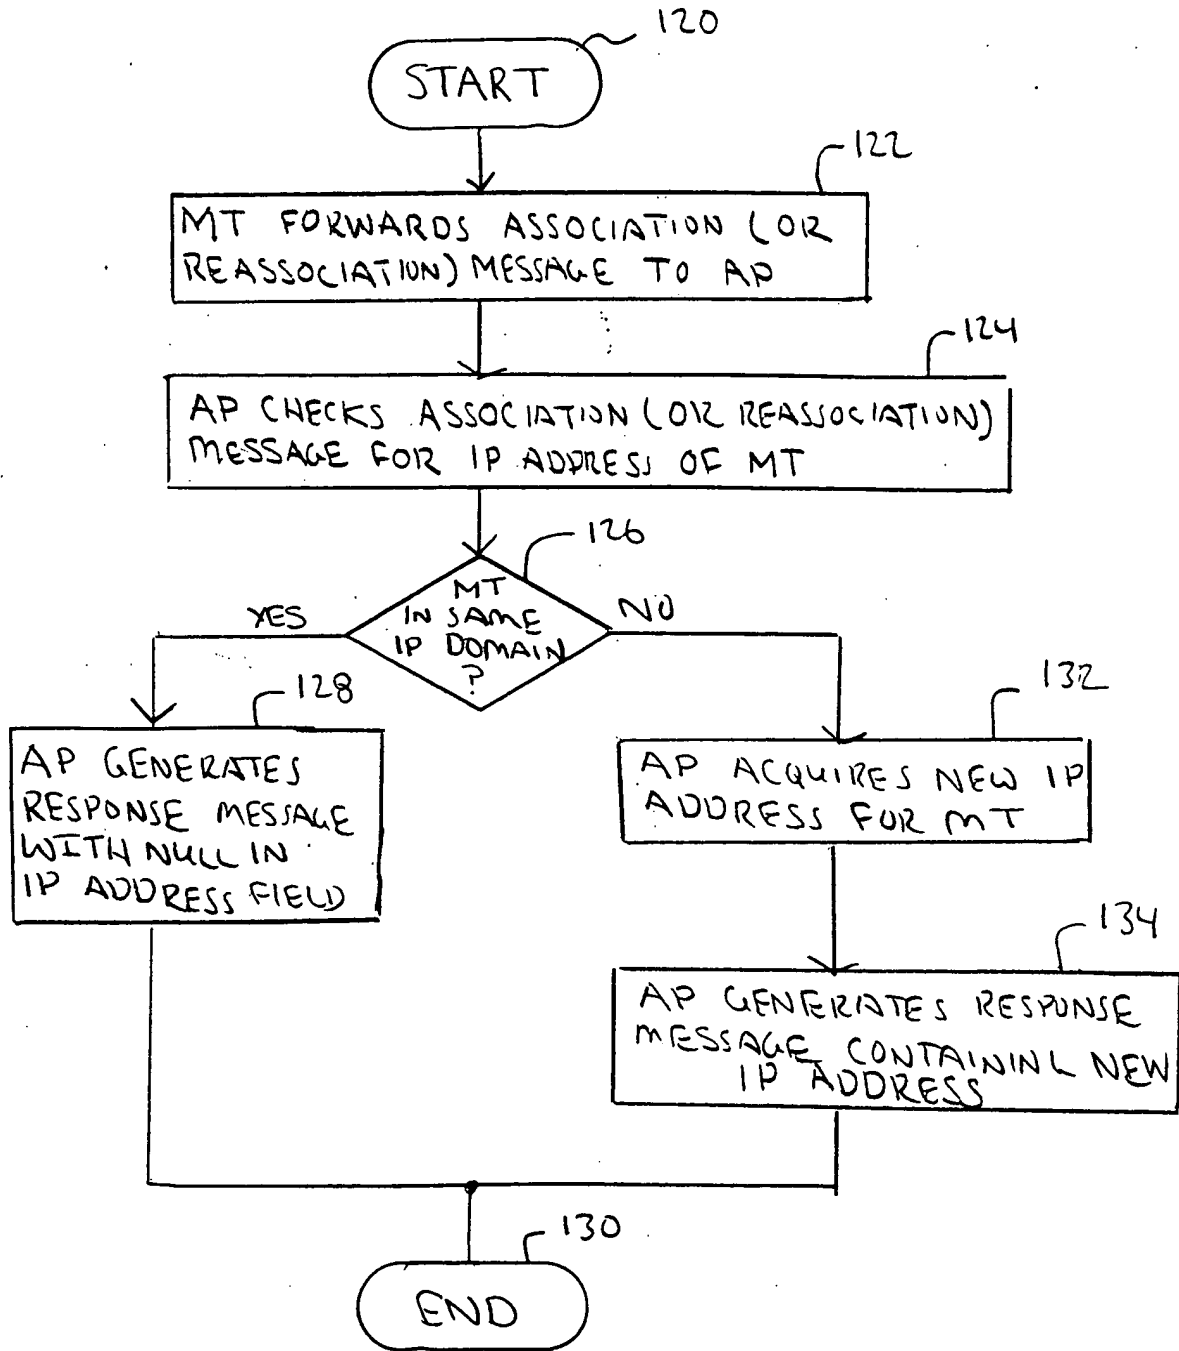 120
START
122
MT FORWARDS ASSOCIATION (OR
REASSOCIATION) MESSAGE TO AP
124
AP CHECKS ASSOCIATION (OR REASSOCIATION)
MESSAGE FOR IP ADDRESS OF MT
126
MT
IN SAME
IP DOMAIN
?
YES
NO
128
AP GENERATES
RESPONSE MESSAGE
WITH NULL IN
IP ADDRESS FIELD
132
AP ACQUIRES NEW IP
ADDRESS FOR MT
134
AP GENERATES RESPONSE
MESSAGE CONTAINING NEW
IP ADDRESS
130
END